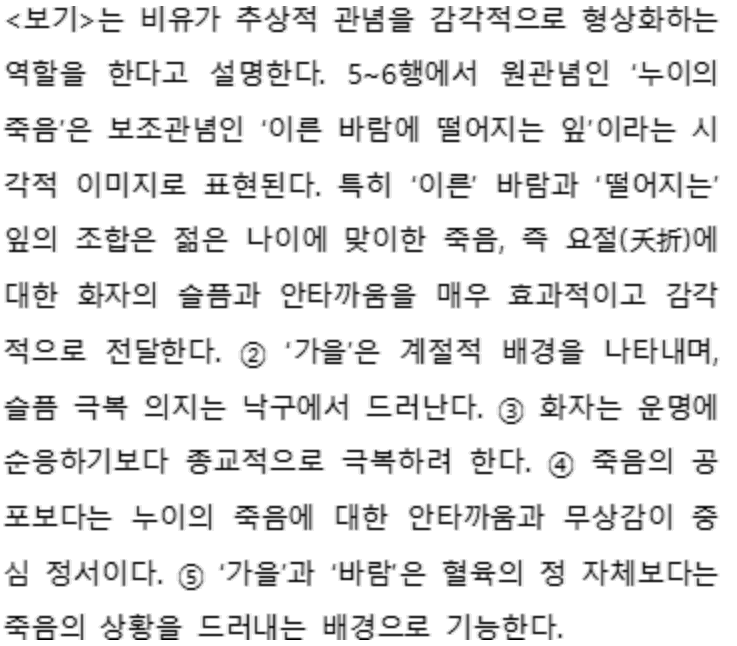 <보기>는 비유가 추상적 관념을 감각적으로 형상화하는
역할을 한다고 설명한다. 5~6행에서 원관념인 '누이의
죽음'은 보조관념인 '이른 바람에 떨어지는 잎'이라는 시
각적 이미지로 표현된다. 특히 '이른' 바람과 '떨어지는'
잎의 조합은 젊은 나이에 맞이한 죽음, 즉 요절(夭折)에
대한 화자의 슬픔과 안타까움을 매우 효과적이고 감각
적으로 전달한다. ② '가을'은 계절적 배경을 나타내며,
슬픔 극복 의지는 낙구에서 드러난다. ③ 화자는 운명에
순응하기보다 종교적으로 극복하려 한다. ④ 죽음의 공
포보다는 누이의 죽음에 대한 안타까움과 무상감이 중
심 정서이다. ⑤ '가을'과 '바람'은 혈육의 정 자체보다는
죽음의 상황을 드러내는 배경으로 기능한다.